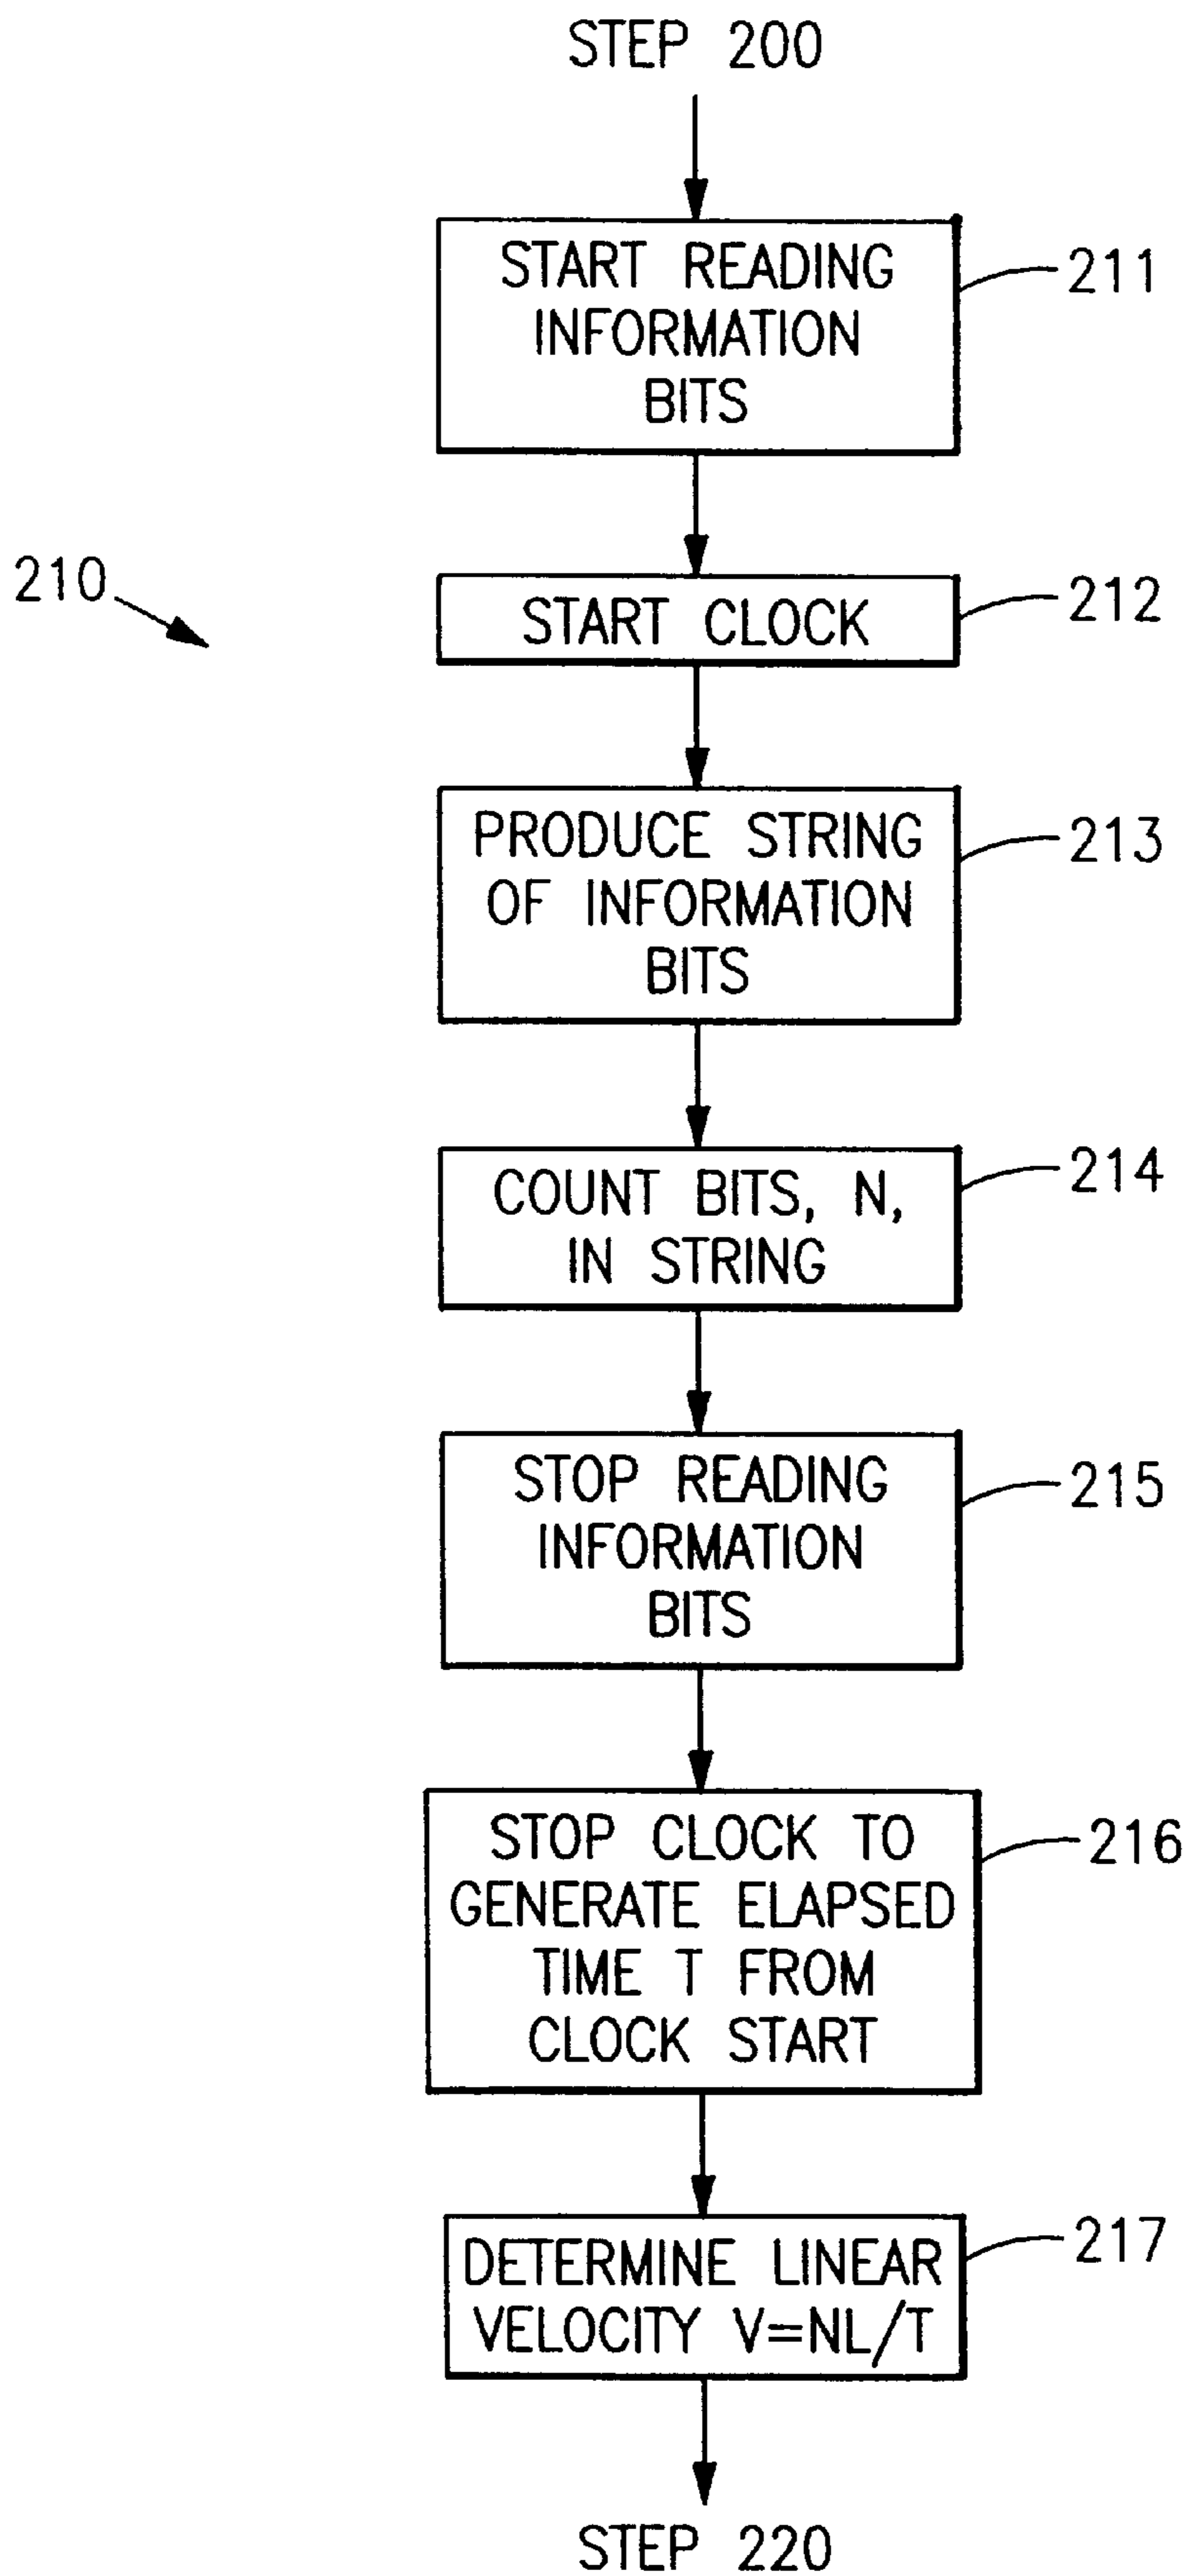 STEP 200
START READING
INFORMATION
BITS
211
210
START CLOCK
212
PRODUCE STRING
OF INFORMATION
BITS
213
COUNT BITS, N,
IN STRING
214
STOP READING
INFORMATION
BITS
215
STOP CLOCK TO
GENERATE ELAPSED
TIME T FROM
CLOCK START
216
DETERMINE LINEAR
VELOCITY V=NL/T
217
STEP 220